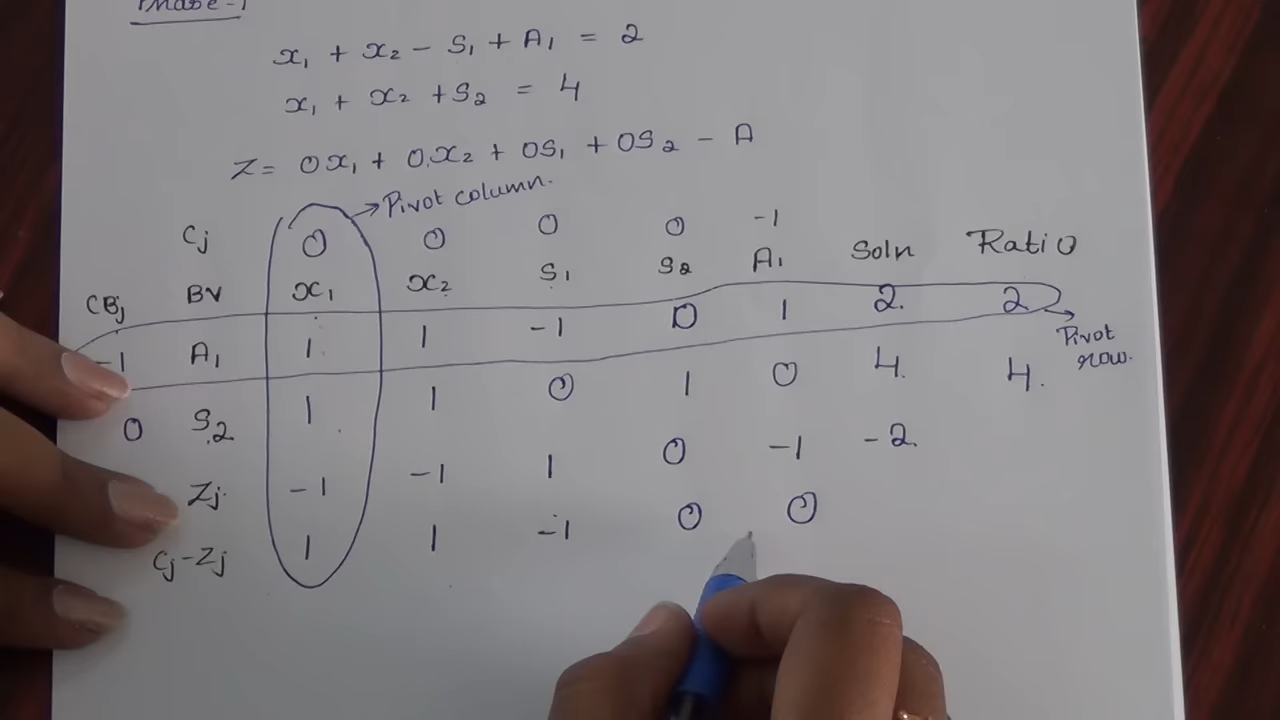 Phase-1
x₁ + x₂ - S₁ + A₁ = 2
x₁ + x₂ + S₂ = 4
Z = 0x₁ + 0.x₂ + 0S₁ + 0S₂ - A
→ Pivot column.
Cj 0 0 0 0 -1
CBj BV x₁ x₂ S₁ S₂ A₁ Soln Ratio
-1 A₁ 1 1 -1 0 1 2. 2 → Pivot row.
0 S₂ 1 1 0 1 0 4. 4.
Zj -1 -1 1 0 -1 -2.
Cj-Zj 1 1 -1 0 0